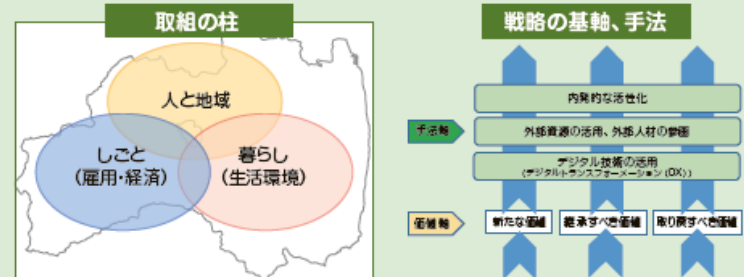 取組の柱
人と地域
しごと
(雇用・経済)
暮らし
(生活環境)
戦略の基軸、手法
内発的な活性化
手法軸
外部資源の活用、外部人材の参画
デジタル技術の活用
(デジタルトランスフォーメーション(DX))
価値軸
新たな価値
継承すべき価値
取り戻すべき価値